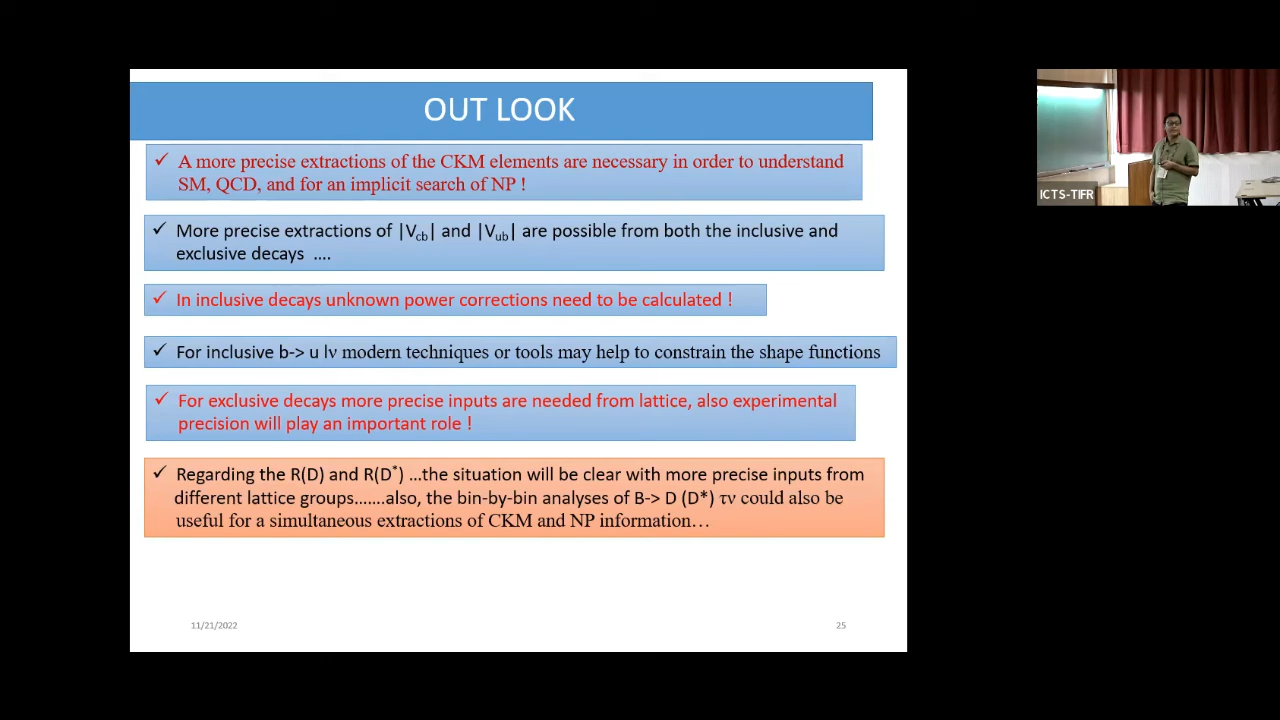 OUT LOOK
✓ A more precise extractions of the CKM elements are necessary in order to understand
SM, QCD, and for an implicit search of NP !
✓ More precise extractions of |Vcb| and |Vub| are possible from both the inclusive and
exclusive decays ….
✓ In inclusive decays unknown power corrections need to be calculated !
✓ For inclusive b-> u lν modern techniques or tools may help to constrain the shape functions
✓ For exclusive decays more precise inputs are needed from lattice, also experimental
precision will play an important role !
✓ Regarding the R(D) and R(D*) …the situation will be clear with more precise inputs from
different lattice groups…….also, the bin-by-bin analyses of B-> D (D*) τν could also be
useful for a simultaneous extractions of CKM and NP information…
11/21/2022
25
ICTS-TIFR